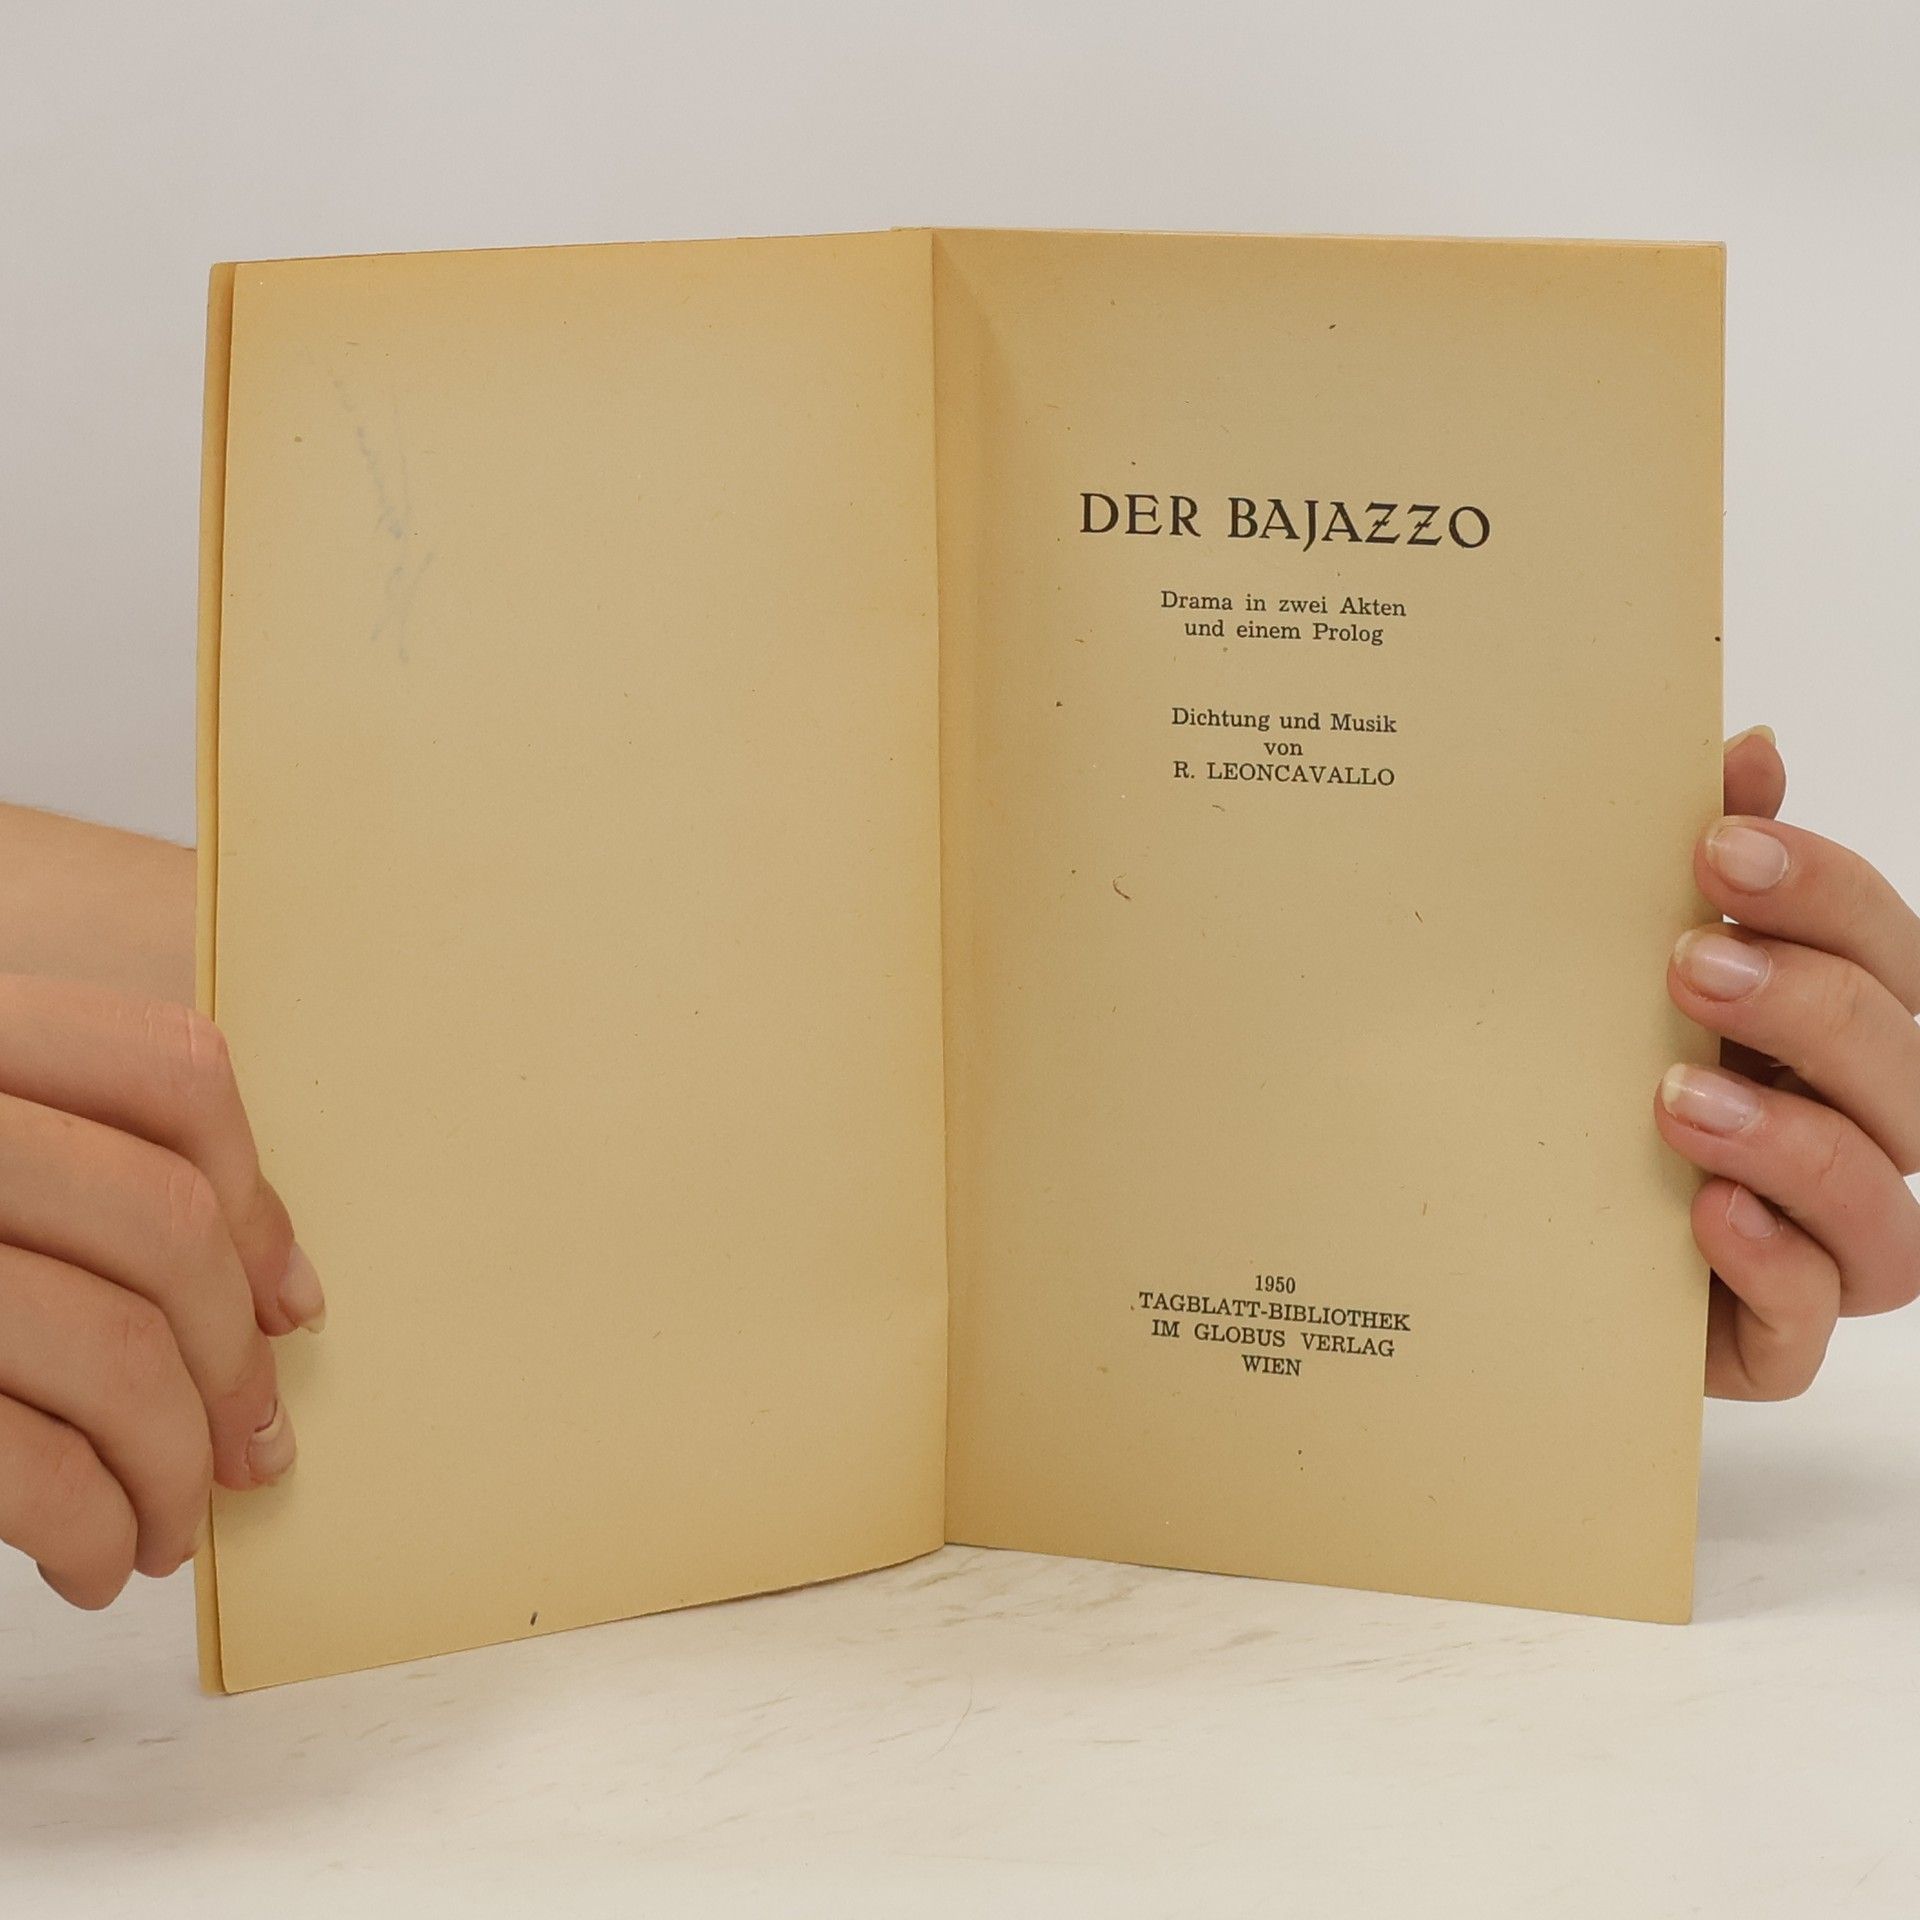 DER BAJAZZO
Drama in zwei Akten
und einem Prolog
Dichtung und Musik
von
R. LEONCAVALLO
1950
TAGBLATT-BIBLIOTHEK
IM GLOBUS VERLAG
WIEN